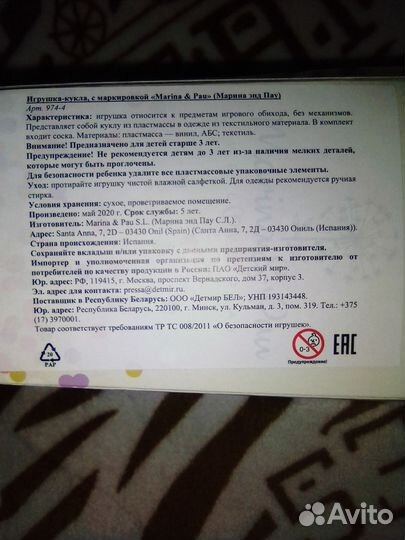 Игрушка-кукла, с маркировкой «Marina & Pau» (Марина энд Пау)
Арт. 974-4
Характеристика: игрушка относится к предметам игрового обихода, без механизмов.
Представляет собой куклу из пластмассы в одежде из текстильного материала. В комплект
входит соска. Материалы: пластмасса – винил, АБС; текстиль.
Внимание! Предназначено для детей старше 3 лет.
Предупреждение! Не рекомендуется детям до 3 лет из-за наличия мелких деталей,
которые могут быть проглочены.
Для безопасности ребенка удалите все пластмассовые упаковочные элементы.
Уход: протирайте игрушку чистой влажной салфеткой. Для одежды рекомендуется ручная
стирка.
Условия хранения: сухое, проветриваемое помещение.
Произведено: май 2020 г. Срок службы: 5 лет.
Изготовитель: Marina & Pau S.L. (Марина энд Пау С.Л.).
Адрес: Santa Anna, 7, 2D – 03430 Onil (Spain) (Санта Анна, 7, 2Д – 03430 Ониль (Испания)).
Страна происхождения: Испания.
Сохраняйте вкладыш и/или упаковку с данными предприятия-изготовителя.
Импортер и уполномоченная организация по претензиям к изготовителю от
потребителей по качеству продукции в России: ПАО «Детский мир».
Юр. адрес: РФ, 119415, г. Москва, проспект Вернадского, дом 37, корпус 3.
Эл. адрес для контакта: pressa@detmir.ru.
Поставщик в Республику Беларусь: ООО «Детмир БЕЛ»; УНП 193143448.
Юр. адрес: Республика Беларусь, 220100, г. Минск, ул. Кульман, д. 3, пом. 319. Тел.: +375
(17) 3970001.
Товар соответствует требованиям ТР ТС 008/2011 «О безопасности игрушек».
20
PAP
0-3
Предупреждение!
EAC
Avito